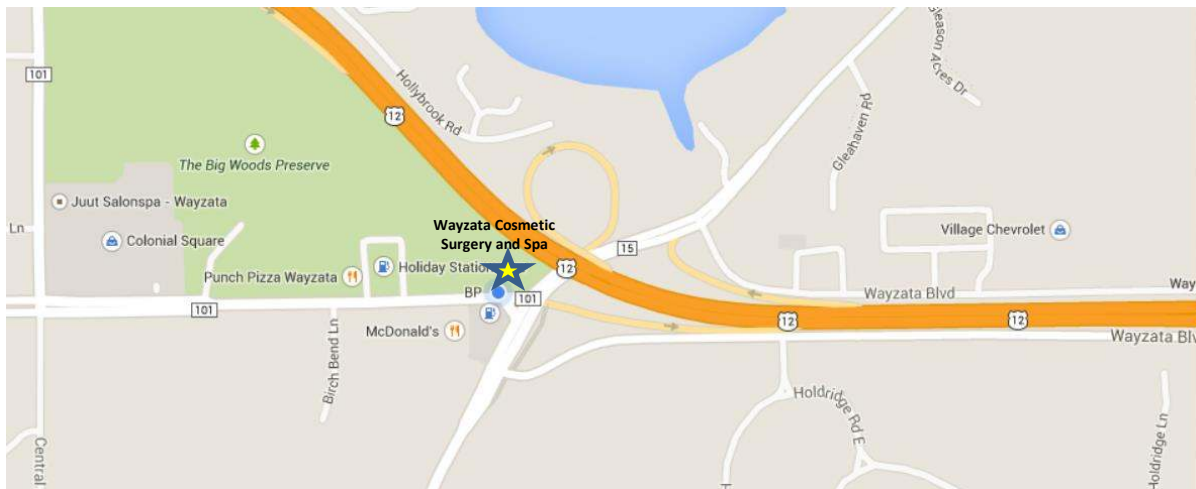 Gleason Acres Dr
101
Hollybrook Rd
12
Gleahaven Rd
The Big Woods Preserve
Juut Salonspa - Wayzata
Ln
Colonial Square
Wayzata Cosmetic
Surgery and Spa
15
Village Chevrolet
Punch Pizza Wayzata
Holiday Station
12
BP
101
101
Wayzata Blvd
Way
McDonald's
12
12
Wayzata Blv
Birch Bend Ln
Holdridge Rd E
Holdridge Ln
Central